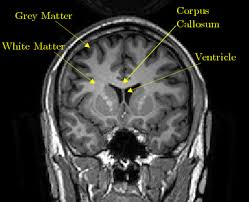 Grey Matter
White Matter
Corpus
Callosum
Ventricle